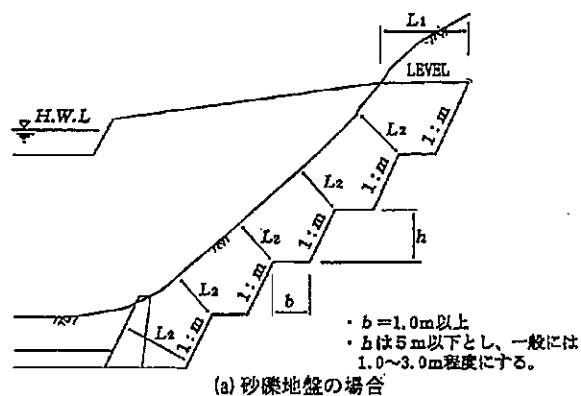 L1
LEVEL
H.W.L
L2
1:m
L2
1:m
L2
1:m
h
L2
1:m
b
L2
1:m
・b=1.0m以上
・hは5m以下とし、一般には
1.0~3.0m程度にする。
(a) 砂礫地盤の場合